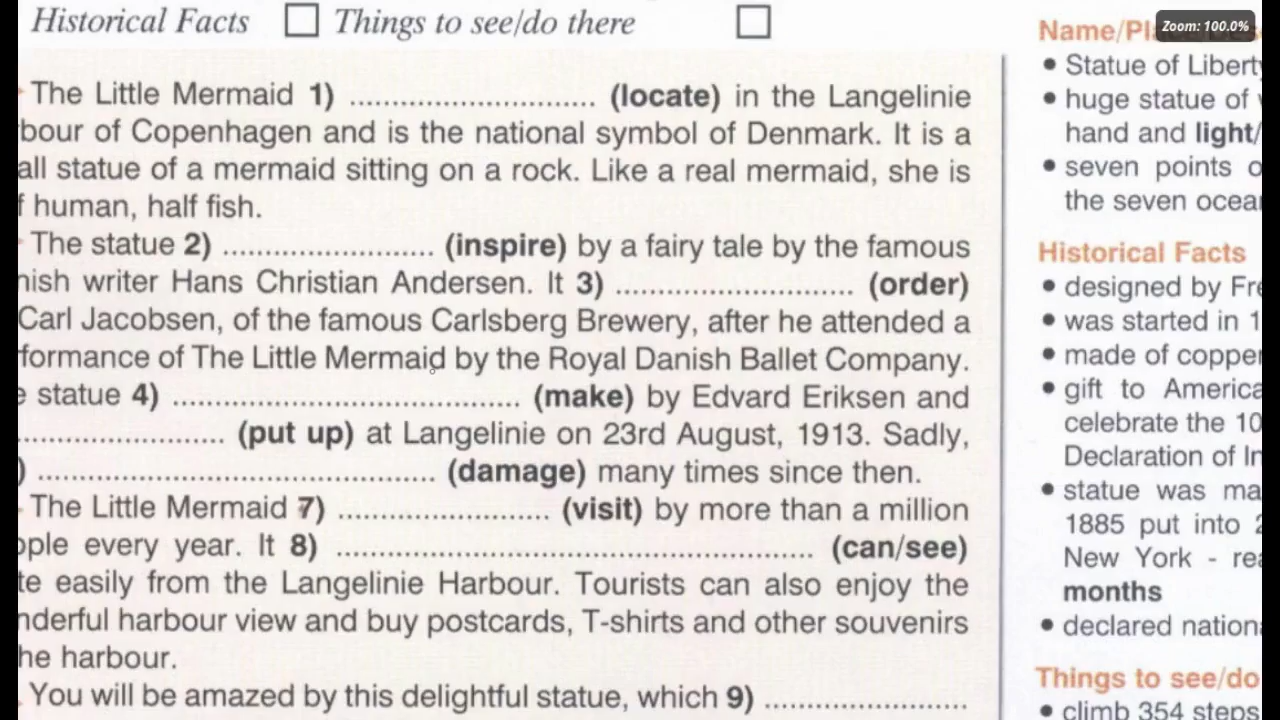 Historical Facts Things to see/do there
Zoom: 100.0%
The Little Mermaid 1) .............................. (locate) in the Langelinie
bour of Copenhagen and is the national symbol of Denmark. It is a
all statue of a mermaid sitting on a rock. Like a real mermaid, she is
f human, half fish.
The statue 2) .......................... (inspire) by a fairy tale by the famous
nish writer Hans Christian Andersen. It 3) ............................. (order)
Carl Jacobsen, of the famous Carlsberg Brewery, after he attended a
formance of The Little Mermaid by the Royal Danish Ballet Company.
e statue 4) ........................................... (make) by Edvard Eriksen and
.......................... (put up) at Langelinie on 23rd August, 1913. Sadly,
) ................................................. (damage) many times since then.
The Little Mermaid 7) .......................... (visit) by more than a million
ople every year. It 8) ........................................................... (can/see)
te easily from the Langelinie Harbour. Tourists can also enjoy the
nderful harbour view and buy postcards, T-shirts and other souvenirs
he harbour.
You will be amazed by this delightful statue, which 9) .........................
Name/Pl
Statue of Liberty
huge statue of
hand and light/
seven points o
the seven ocea
Historical Facts
designed by Fre
was started in 1
made of copper
gift to America
celebrate the 10
Declaration of In
statue was ma
1885 put into 2
New York - rea
months
declared nationa
Things to see/do
climb 354 steps